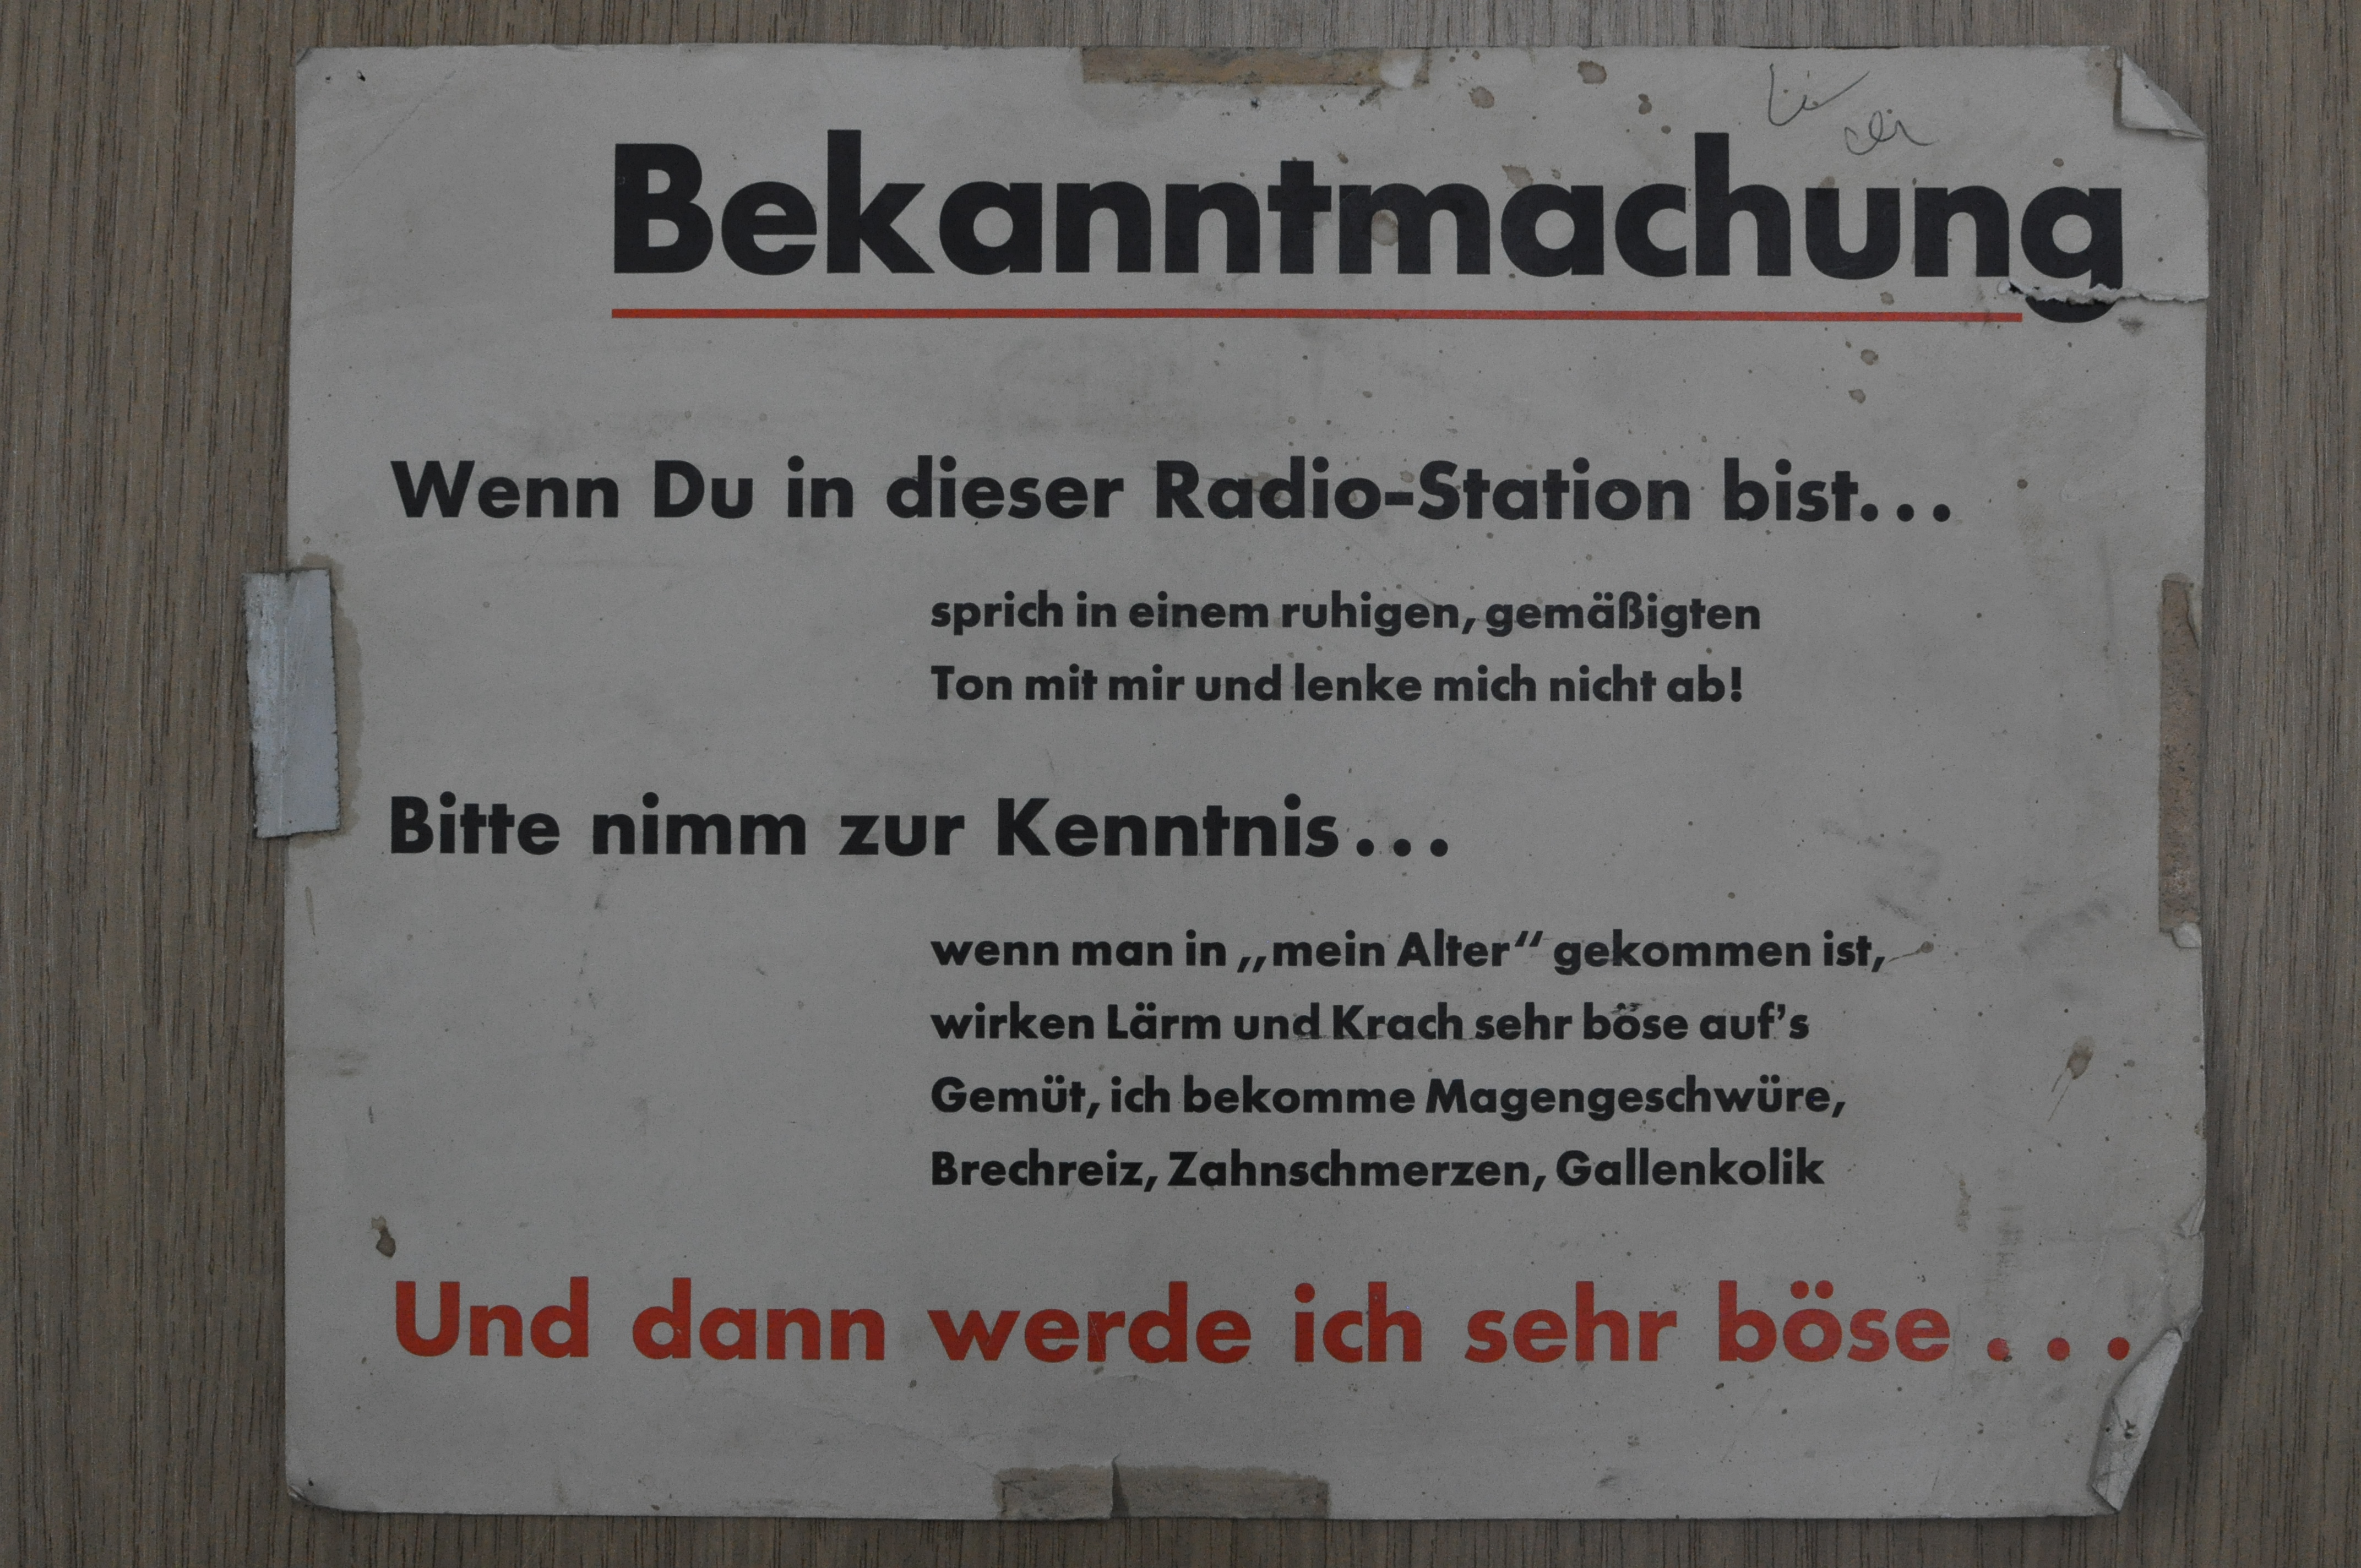 Bekanntmachung
Wenn Du in dieser Radio-Station bist...
sprich in einem ruhigen, gemäßigten
Ton mit mir und lenke mich nicht ab!
Bitte nimm zur Kenntnis...
wenn man in „mein Alter“ gekommen ist,
wirken Lärm und Krach sehr böse auf's
Gemüt, ich bekomme Magengeschwüre,
Brechreiz, Zahnschmerzen, Gallenkolik
Und dann werde ich sehr böse...